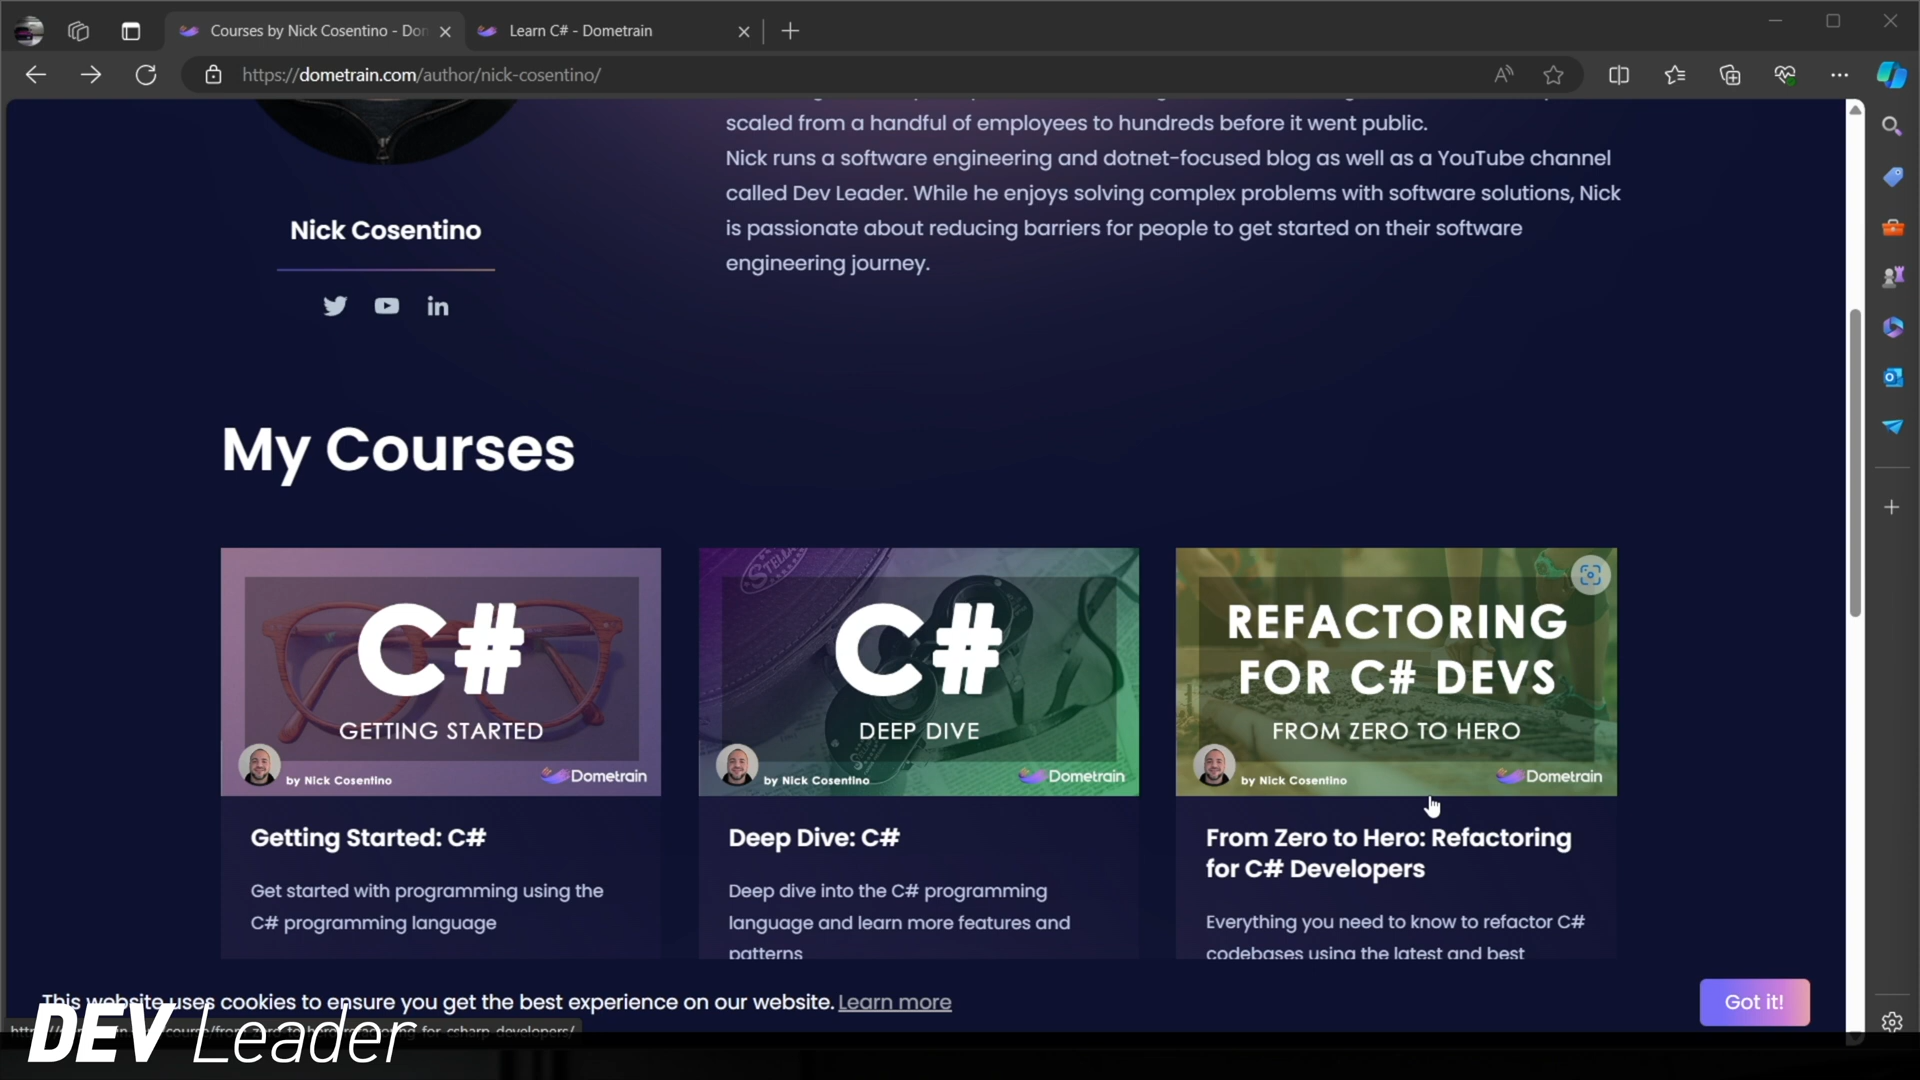 Courses by Nick Cosentino - Dom
Learn C# - Dometrain
https://dometrain.com/author/nick-cosentino/
scaled from a handful of employees to hundreds before it went public.
Nick runs a software engineering and dotnet-focused blog as well as a YouTube channel
called Dev Leader. While he enjoys solving complex problems with software solutions, Nick
is passionate about reducing barriers for people to get started on their software
engineering journey.
Nick Cosentino
My Courses
C#
GETTING STARTED
by Nick Cosentino
Dometrain
C#
DEEP DIVE
by Nick Cosentino
Dometrain
REFACTORING
FOR C# DEVS
FROM ZERO TO HERO
by Nick Cosentino
Dometrain
Getting Started: C#
Get started with programming using the
C# programming language
Deep Dive: C#
Deep dive into the C# programming
language and learn more features and
patterns
From Zero to Hero: Refactoring
for C# Developers
Everything you need to know to refactor C#
codebases using the latest and best
This website uses cookies to ensure you get the best experience on our website. Learn more
Got it!
DEV Leader